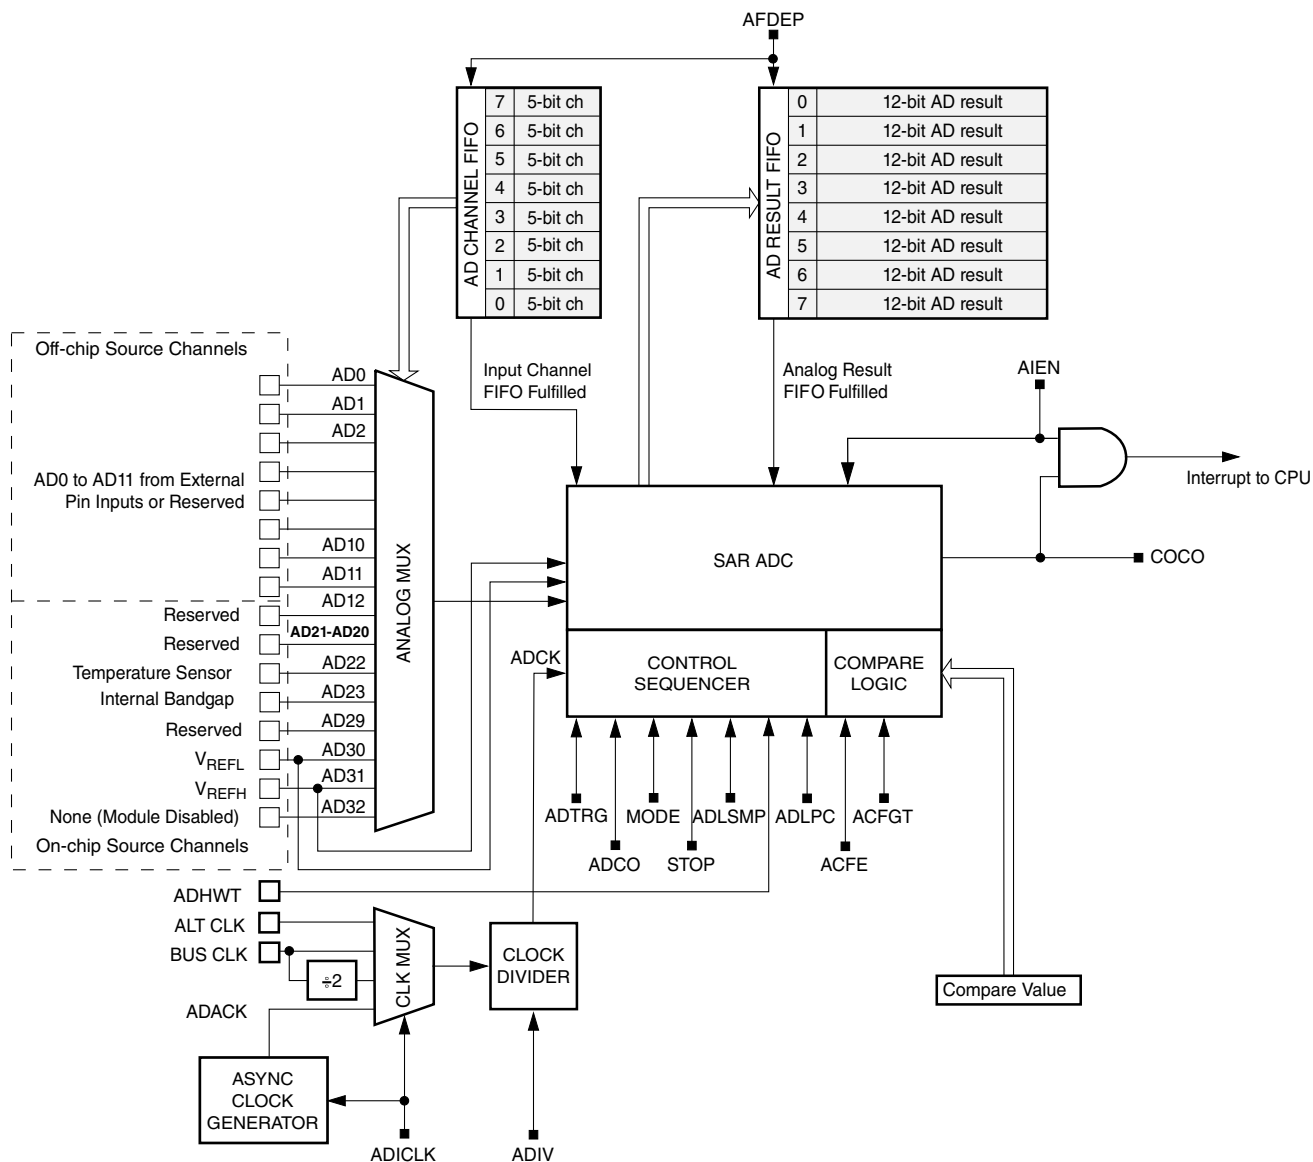 AFDEP
AD CHANNEL FIFO
7 5-bit ch
6 5-bit ch
5 5-bit ch
4 5-bit ch
3 5-bit ch
2 5-bit ch
1 5-bit ch
0 5-bit ch
AD RESULT FIFO
0 12-bit AD result
1 12-bit AD result
2 12-bit AD result
3 12-bit AD result
4 12-bit AD result
5 12-bit AD result
6 12-bit AD result
7 12-bit AD result
Off-chip Source Channels
AD0
AD1
AD2
AD0 to AD11 from External
Pin Inputs or Reserved
AD10
AD11
Reserved
AD12
Reserved
AD21-AD20
Temperature Sensor
AD22
Internal Bandgap
AD23
Reserved
AD29
VREFL
AD30
VREFH
AD31
None (Module Disabled)
AD32
On-chip Source Channels
ANALOG MUX
Input Channel
FIFO Fulfilled
Analog Result
FIFO Fulfilled
AIEN
Interrupt to CPU
SAR ADC
COCO
ADCK
CONTROL
SEQUENCER
COMPARE
LOGIC
ADTRG
MODE
ADLSMP
ADLPC
ACFGT
ADCO
STOP
ACFE
ADHWT
ALT CLK
BUS CLK
÷2
ADACK
CLK MUX
CLOCK
DIVIDER
Compare Value
ASYNC
CLOCK
GENERATOR
ADICLK
ADIV